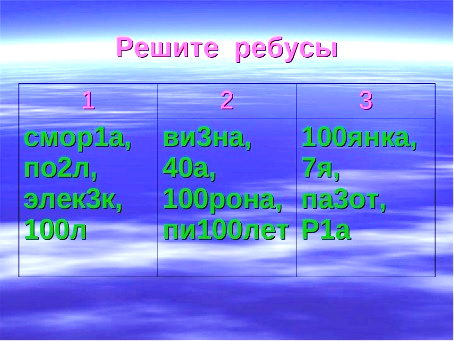 Решите ребусы
1 2 3
смор1а,
по2л,
элек3к,
100л
ви3на,
40а,
100рона,
пи100лет
100янка,
7я,
па3от,
Р1а